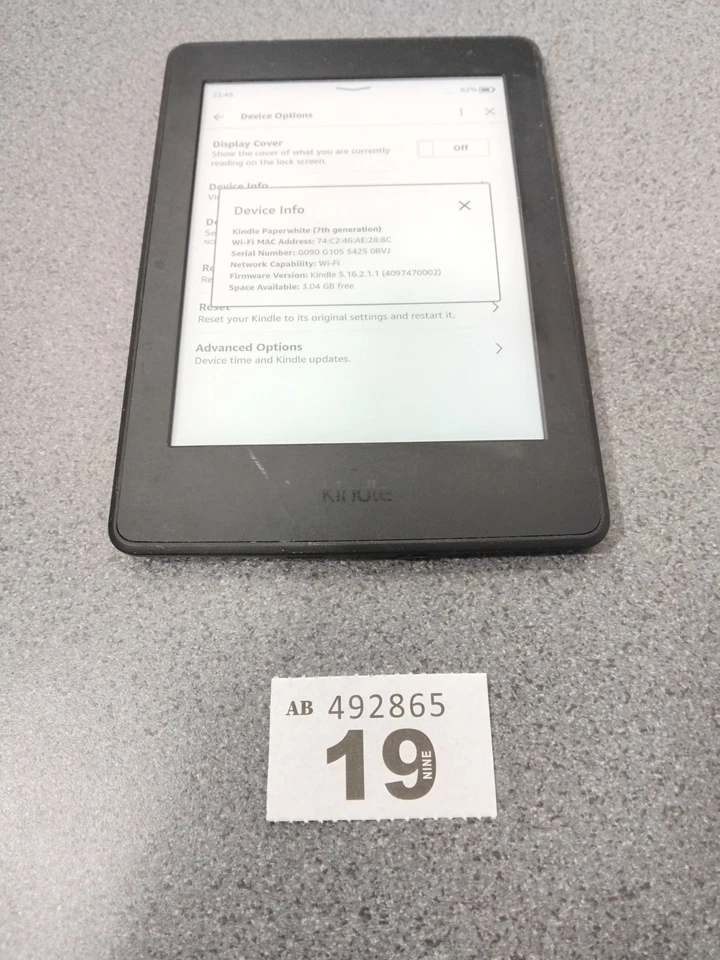 22:45
62%
Device Options
Display Cover
Show the cover of what you are currently
reading on the lock screen.
Off
Device Info
Device Info
Kindle Paperwhite (7th generation)
Wi-Fi MAC Address: 74:C2:46:AE:28:8C
Serial Number: G090 G105 5425 0RVJ
Network Capability: Wi-Fi
Firmware Version: Kindle 5.16.2.1.1 (4097470002)
Space Available: 3.04 GB free
Reset
Reset your Kindle to its original settings and restart it.
Advanced Options
Device time and Kindle updates.
kindle
AB 492865
19
NINE